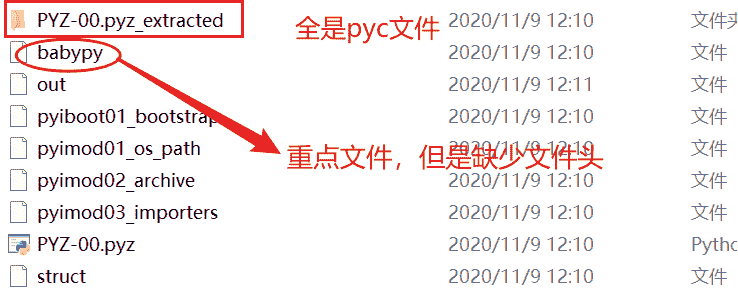 PYZ-00.pyz_extracted 2020/11/9 12:10 文件夹
全是pyc文件
babypy 2020/11/9 12:10 文件
out 2020/11/9 12:11 文件
pyiboot01_bootstrap 2020/11/9 12:10 文件
pyimod01_os_path 2020/11/9 12:10 文件
重点文件，但是缺少文件头
pyimod02_archive 2020/11/9 12:10 文件
pyimod03_importers 2020/11/9 12:10 文件
PYZ-00.pyz 2020/11/9 12:10 Pytho
struct 2020/11/9 12:10 文件